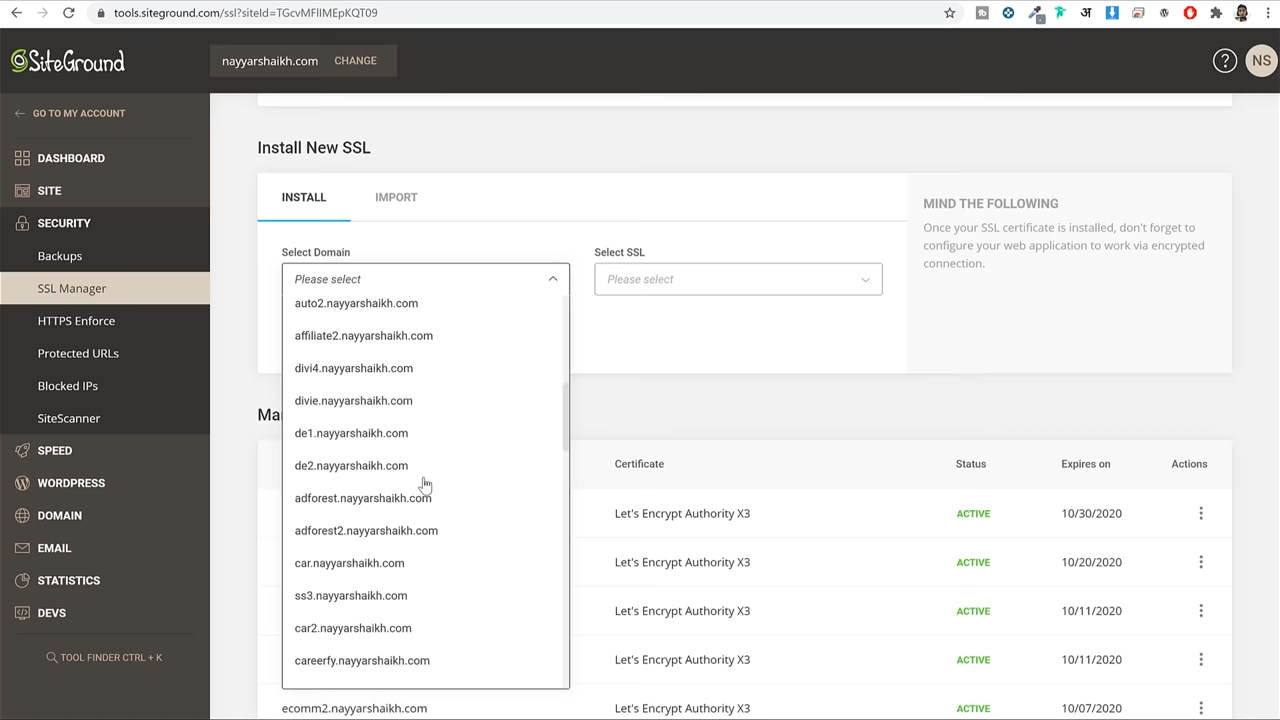 tools.siteground.com/ssl?siteId=TGcvMFllMEpKQT09
SiteGround
nayyarshaikh.com CHANGE
? NS
GO TO MY ACCOUNT
DASHBOARD
SITE
SECURITY
Backups
SSL Manager
HTTPS Enforce
Protected URLs
Blocked IPs
SiteScanner
SPEED
WORDPRESS
DOMAIN
EMAIL
STATISTICS
DEVS
TOOL FINDER CTRL + K
Install New SSL
INSTALL IMPORT
Select Domain
Please select
auto2.nayyarshaikh.com
affiliate2.nayyarshaikh.com
divi4.nayyarshaikh.com
divie.nayyarshaikh.com
de1.nayyarshaikh.com
de2.nayyarshaikh.com
adforest.nayyarshaikh.com
adforest2.nayyarshaikh.com
car.nayyarshaikh.com
ss3.nayyarshaikh.com
car2.nayyarshaikh.com
careerfy.nayyarshaikh.com
Select SSL
Please select
MIND THE FOLLOWING
Once your SSL certificate is installed, don't forget to
configure your web application to work via encrypted
connection.
Ma
Certificate Status Expires on Actions
Let's Encrypt Authority X3 ACTIVE 10/30/2020
Let's Encrypt Authority X3 ACTIVE 10/20/2020
Let's Encrypt Authority X3 ACTIVE 10/11/2020
Let's Encrypt Authority X3 ACTIVE 10/11/2020
ecomm2.nayyarshaikh.com Let's Encrypt Authority X3 ACTIVE 10/07/2020